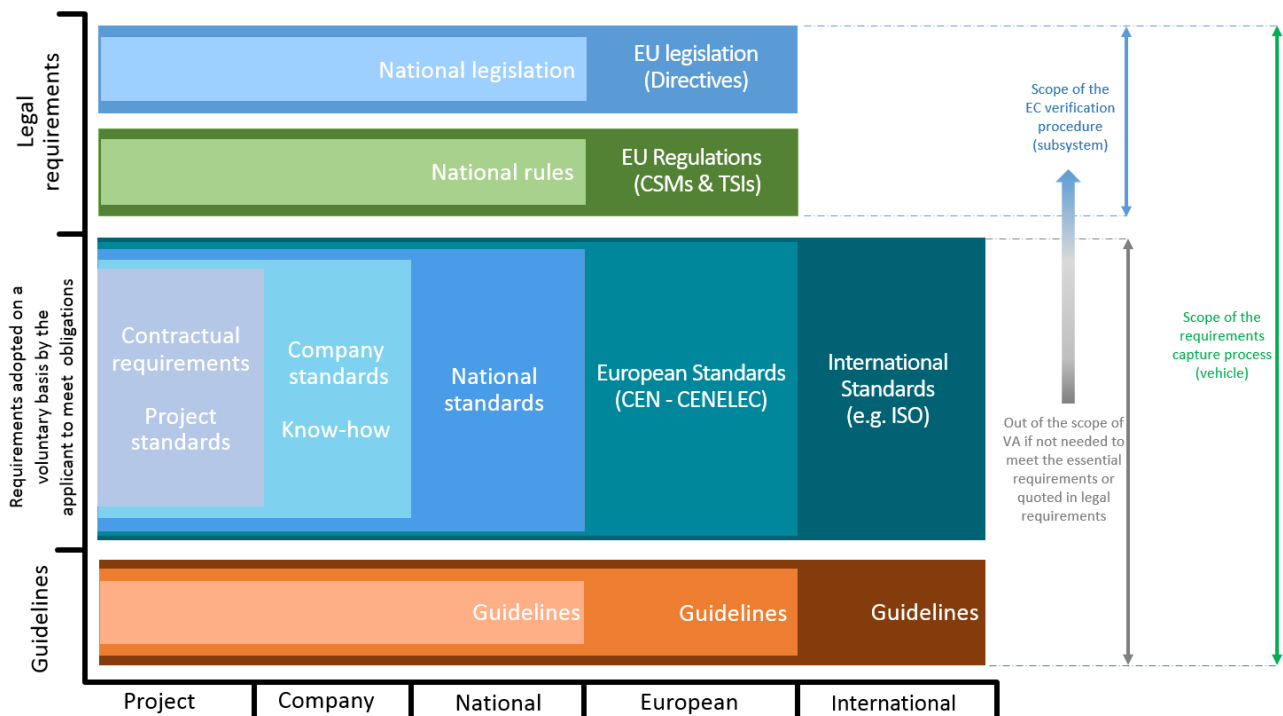 Legal
requirements
National legislation
EU legislation
(Directives)
National rules
EU Regulations
(CSMs & TSIs)
Scope of the
EC verification
procedure
(subsystem)
Scope of the
requirements
capture process
(vehicle)
Requirements adopted on a
voluntary basis by the
applicant to meet obligations
Contractual
requirements
Project
standards
Company
standards
Know-how
National
standards
European Standards
(CEN - CENELEC)
International
Standards
(e.g. ISO)
Out of the scope of
VA if not needed to
meet the essential
requirements or
quoted in legal
requirements
Guidelines
Guidelines
Guidelines
Guidelines
Project
Company
National
European
International